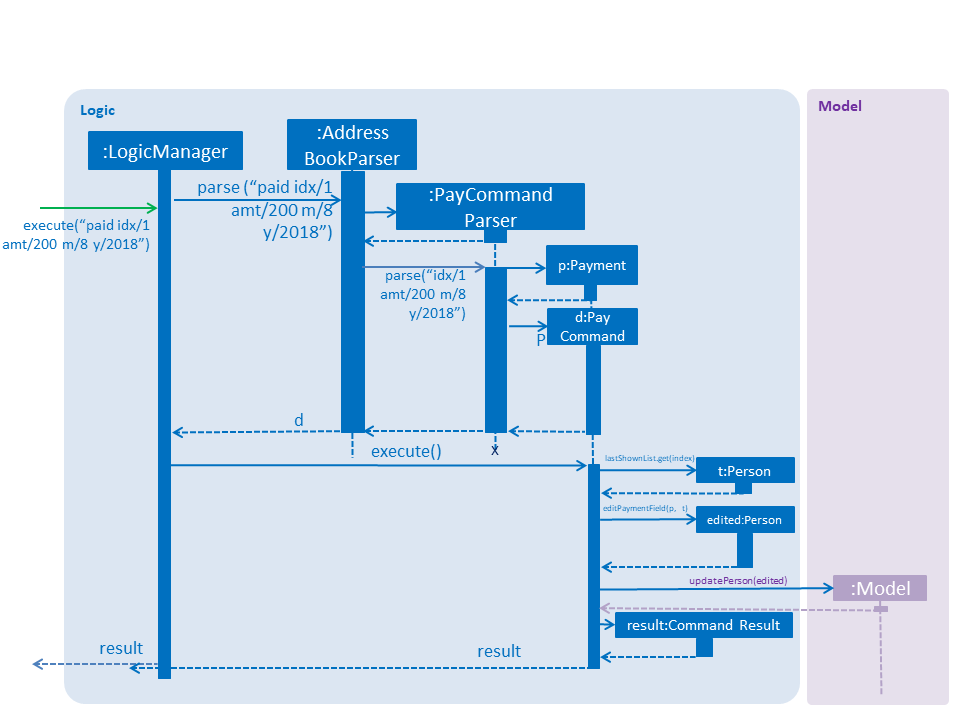 Logic
Model
:LogicManager
:Address
BookParser
parse (“paid idx/1
amt/200 m/8
y/2018”)
:PayCommand
Parser
execute(“paid idx/1
amt/200 m/8 y/2018”)
p:Payment
parse(“idx/1
amt/200 m/8
y/2018”)
d:Pay
Command
P
d
x
execute()
lastShownList.get(index)
t:Person
editPaymentField(p, t)
edited:Person
updatePerson(edited)
:Model
result:Command Result
result
result